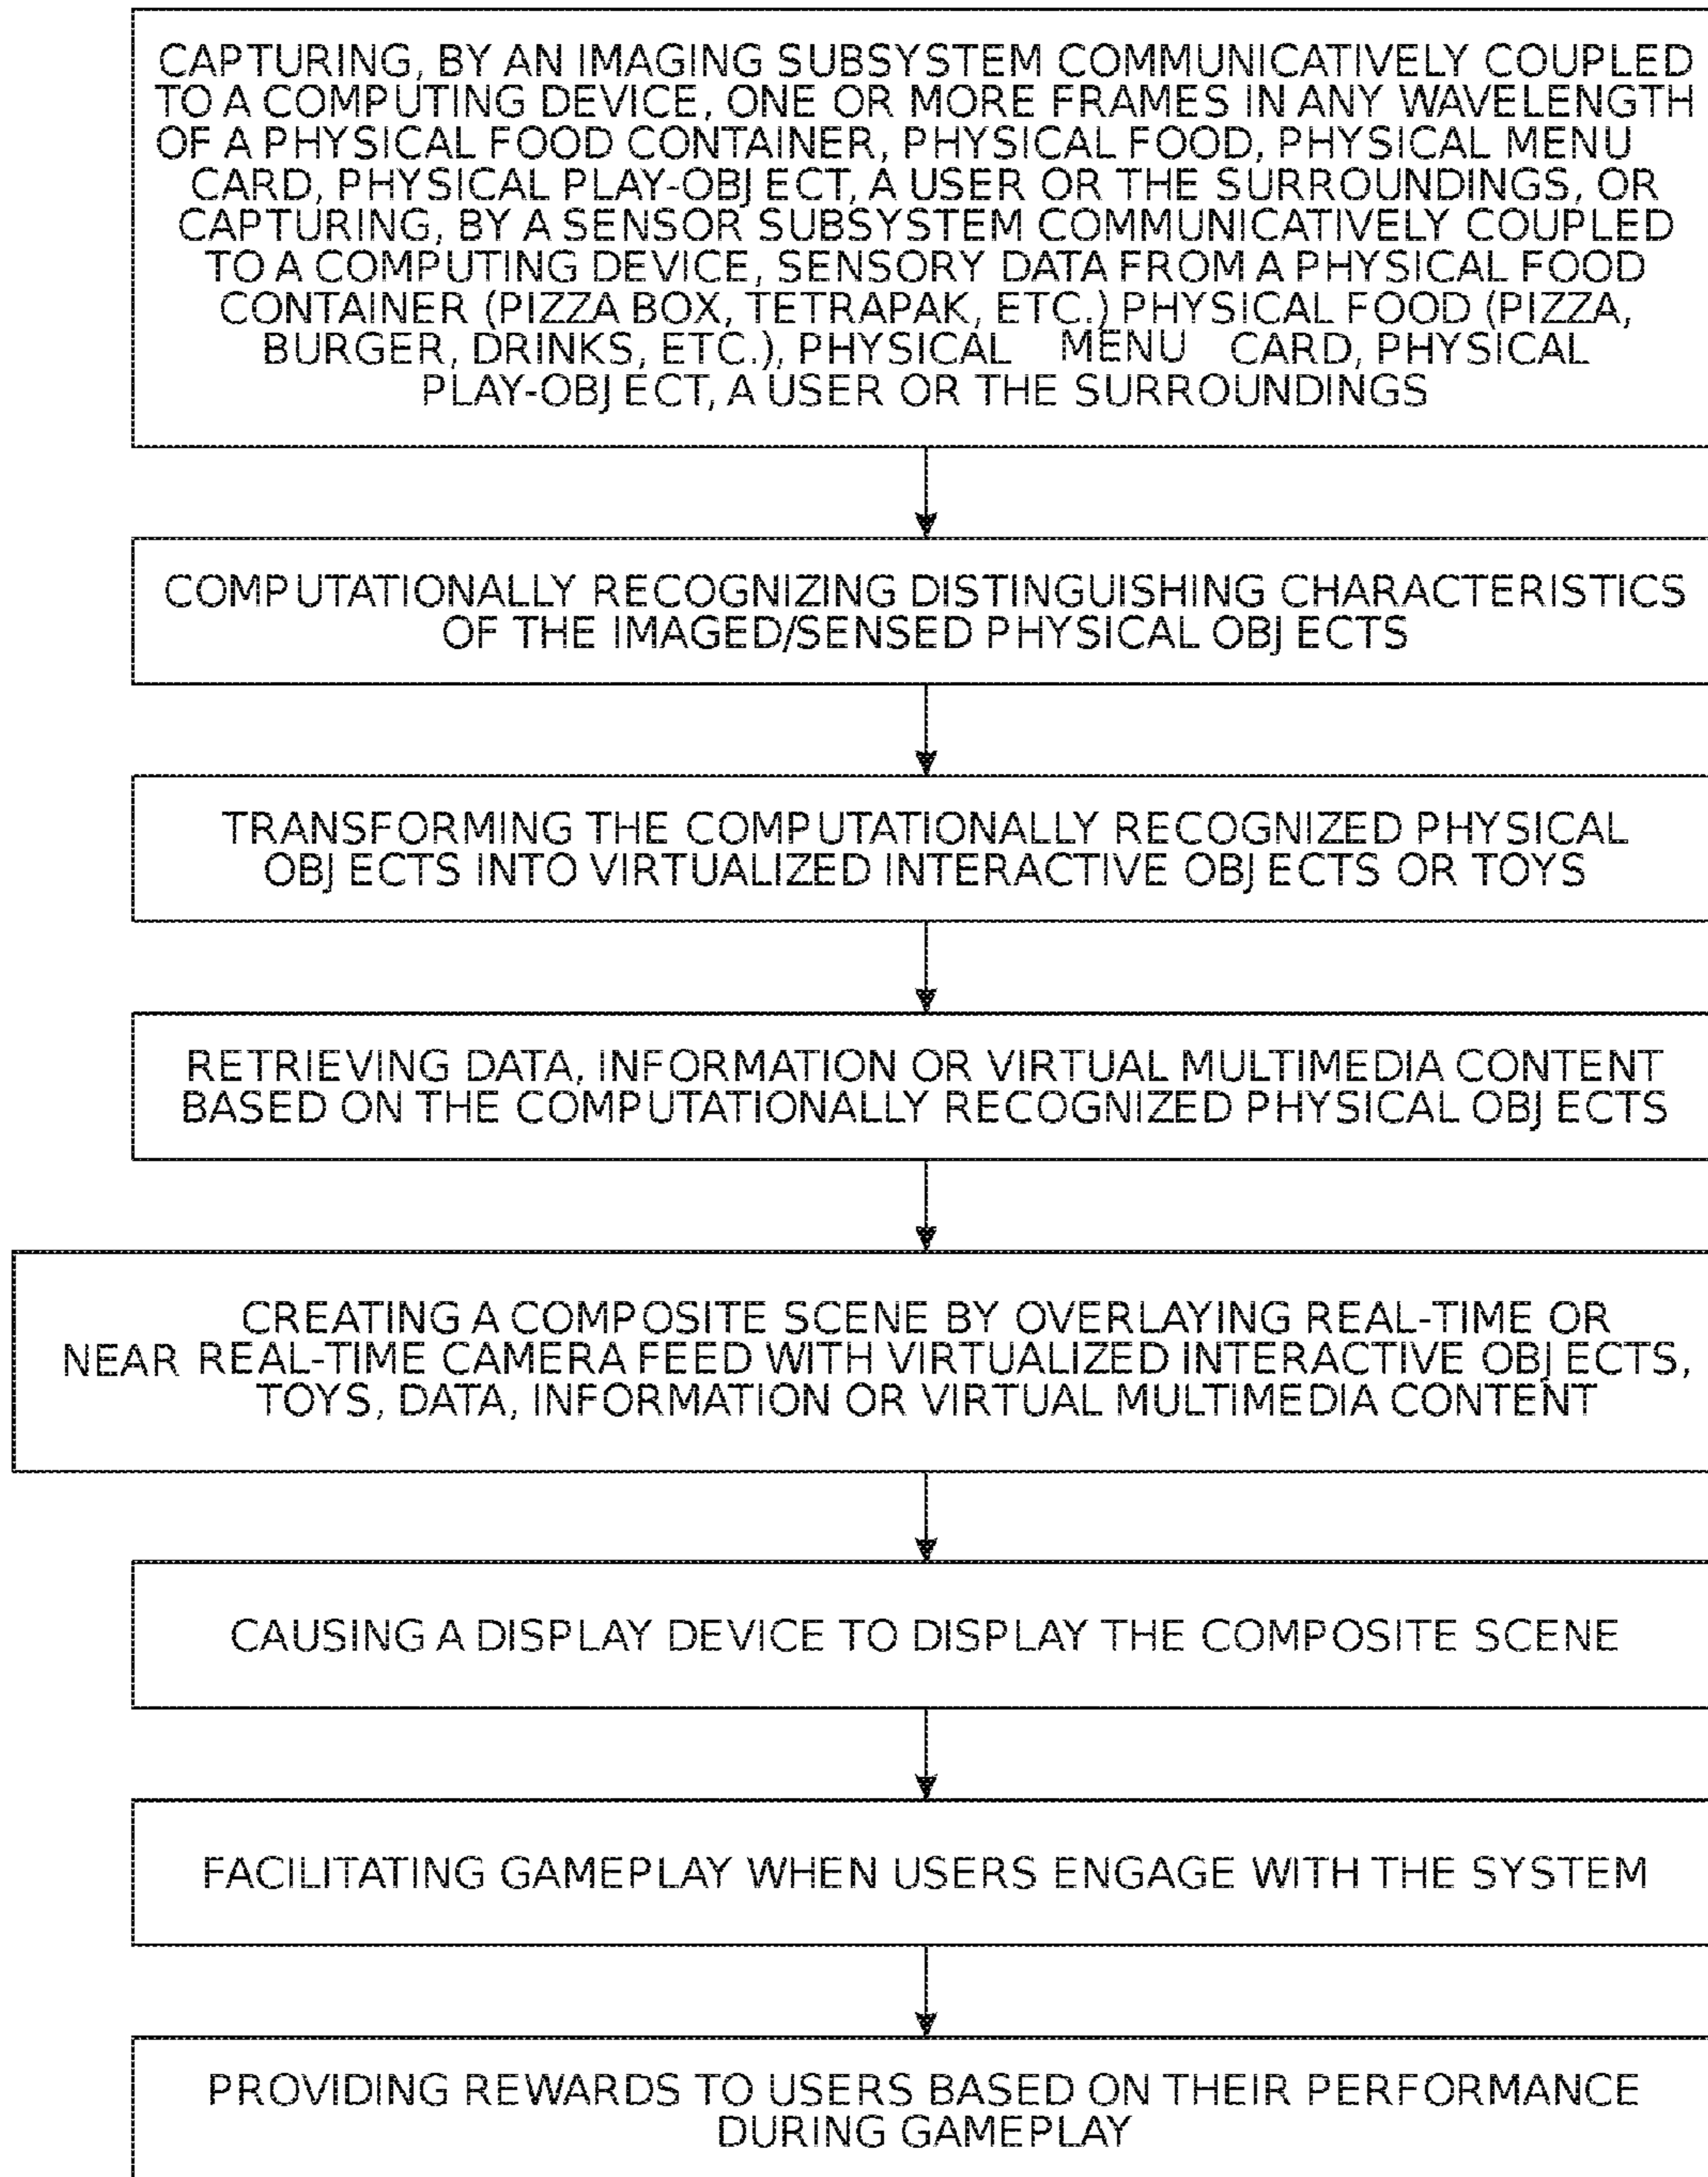 CAPTURING, BY AN IMAGING SUBSYSTEM COMMUNICATIVELY COUPLED
TO A COMPUTING DEVICE, ONE OR MORE FRAMES IN ANY WAVELENGTH
OF A PHYSICAL FOOD CONTAINER, PHYSICAL FOOD, PHYSICAL MENU
CARD, PHYSICAL PLAY-OBJECT, A USER OR THE SURROUNDINGS, OR
CAPTURING, BY A SENSOR SUBSYSTEM COMMUNICATIVELY COUPLED
TO A COMPUTING DEVICE, SENSORY DATA FROM A PHYSICAL FOOD
CONTAINER (PIZZA BOX, TETRAPAK, ETC.) PHYSICAL FOOD (PIZZA,
BURGER, DRINKS, ETC.), PHYSICAL MENU CARD, PHYSICAL
PLAY-OBJECT, A USER OR THE SURROUNDINGS
COMPUTATIONALLY RECOGNIZING DISTINGUISHING CHARACTERISTICS
OF THE IMAGED/SENSED PHYSICAL OBJECTS
TRANSFORMING THE COMPUTATIONALLY RECOGNIZED PHYSICAL
OBJECTS INTO VIRTUALIZED INTERACTIVE OBJECTS OR TOYS
RETRIEVING DATA, INFORMATION OR VIRTUAL MULTIMEDIA CONTENT
BASED ON THE COMPUTATIONALLY RECOGNIZED PHYSICAL OBJECTS
CREATING A COMPOSITE SCENE BY OVERLAYING REAL-TIME OR
NEAR REAL-TIME CAMERA FEED WITH VIRTUALIZED INTERACTIVE OBJECTS,
TOYS, DATA, INFORMATION OR VIRTUAL MULTIMEDIA CONTENT
CAUSING A DISPLAY DEVICE TO DISPLAY THE COMPOSITE SCENE
FACILITATING GAMEPLAY WHEN USERS ENGAGE WITH THE SYSTEM
PROVIDING REWARDS TO USERS BASED ON THEIR PERFORMANCE
DURING GAMEPLAY